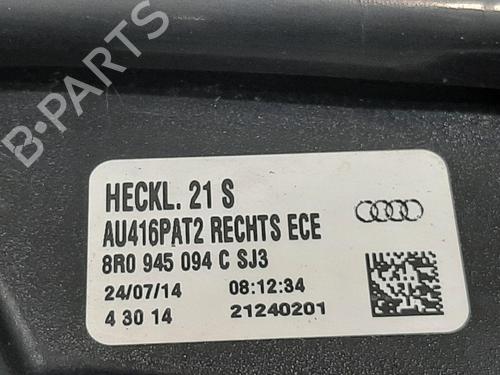 B-PARTS
HECKL. 21 S
AU416PAT2 RECHTS ECE
8R0 945 094 C SJ3
24/07/14 08:12:34
4 30 14 21240201